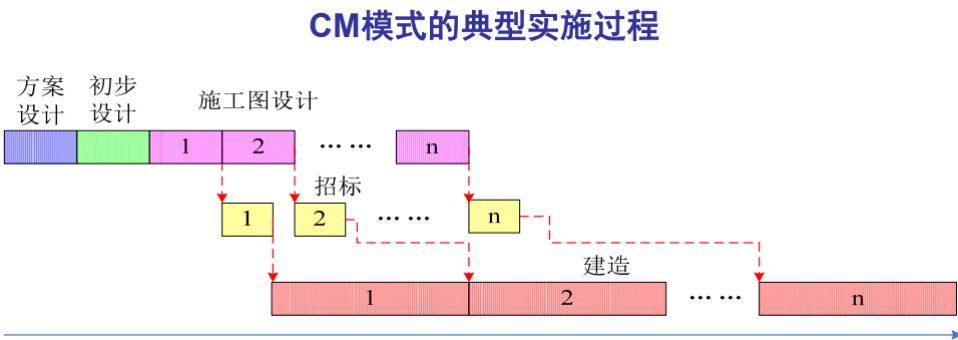 CM模式的典型实施过程
方案
设计
初步
设计
施工图设计
1 2 … … n
招标
1 2 … … n
建造
1 2 … … n